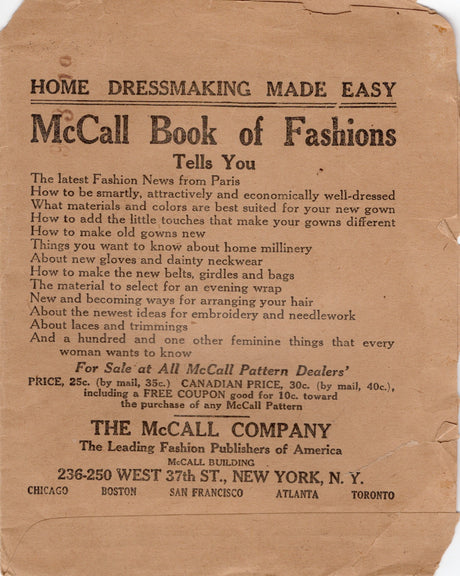 HOME DRESSMAKING MADE EASY
McCall Book of Fashions
Tells You
The latest Fashion News from Paris
How to be smartly, attractively and economically well-dressed
What materials and colors are best suited for your new gown
How to add the little touches that make your gowns different
How to make old gowns new
Things you want to know about home millinery
About new gloves and dainty neckwear
How to make the new belts, girdles and bags
The material to select for an evening wrap
New and becoming ways for arranging your hair
About the newest ideas for embroidery and needlework
About laces and trimmings
And a hundred and one other feminine things that every
woman wants to know
For Sale at All McCall Pattern Dealers'
PRICE, 25c. (by mail, 35c.) CANADIAN PRICE, 30c. (by mail, 40c.),
including a FREE COUPON good for 10c. toward
the purchase of any McCall Pattern
THE McCALL COMPANY
The Leading Fashion Publishers of America
McCALL BUILDING
236-250 WEST 37th ST., NEW YORK, N. Y.
CHICAGO BOSTON SAN FRANCISCO ATLANTA TORONTO